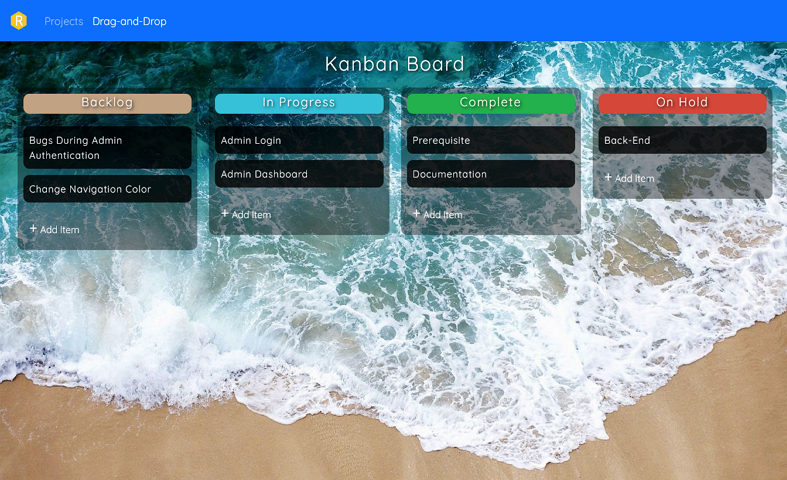 R
Projects
Drag-and-Drop
Kanban Board
Backlog
Bugs During Admin
Authentication
Change Navigation Color
+ Add Item
In Progress
Admin Login
Admin Dashboard
+ Add Item
Complete
Prerequisite
Documentation
+ Add Item
On Hold
Back-End
+ Add Item